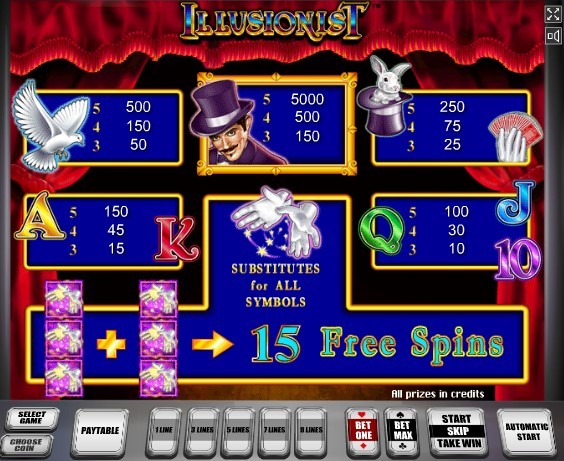 ILLUSIONIST
5 500
4 150
3 50
5 5000
4 500
3 150
5 250
4 75
3 25
A
5 150
4 45
3 15
K
SUBSTITUTES
for ALL
SYMBOLS
Q
5 100
4 30
3 10
J
10
15 Free Spins
All prizes in credits
SELECT
GAME
CHOOSE
COIN
PAYTABLE
1 LINE
3 LINES
5 LINES
7 LINES
9 LINES
BET
ONE
BET
MAX
START
SKIP
TAKE WIN
AUTOMATIC
START